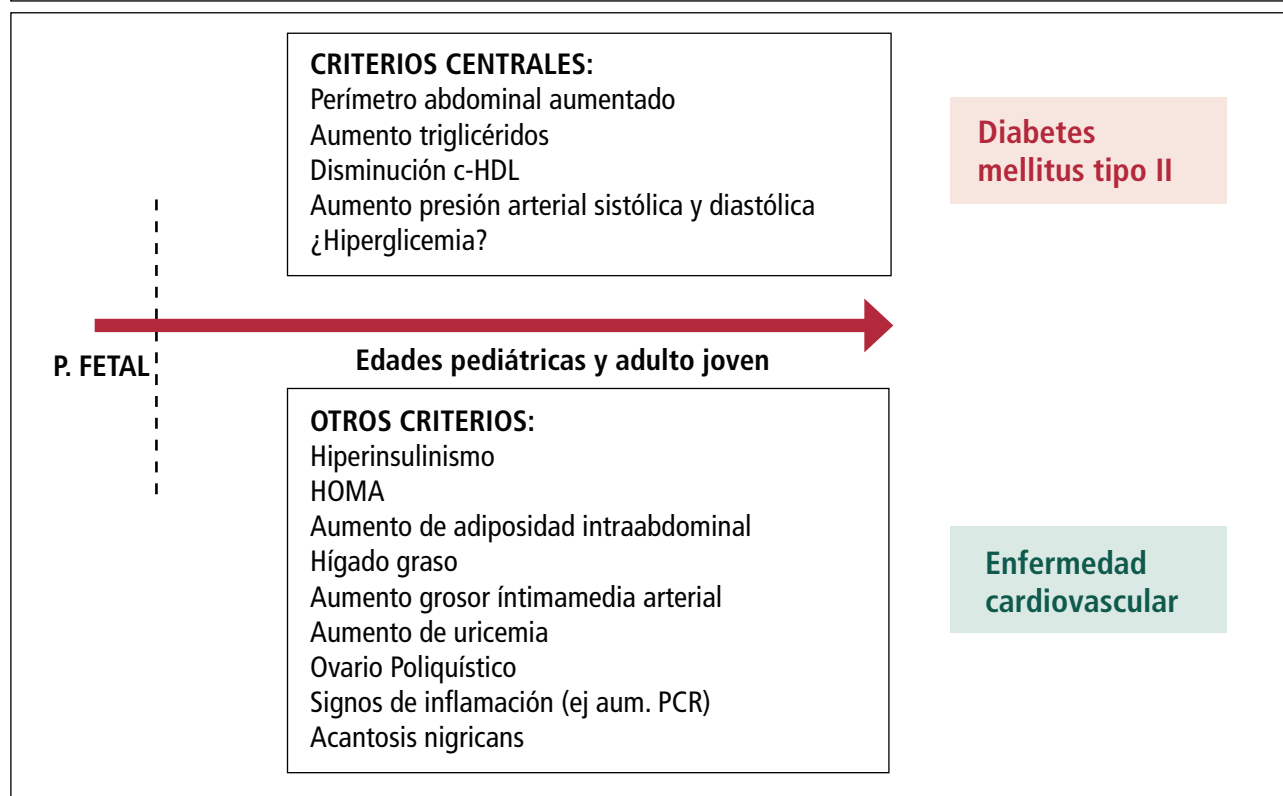 CRITERIOS CENTRALES:
Perímetro abdominal aumentado
Aumento triglicéridos
Disminución c-HDL
Aumento presión arterial sistólica y diastólica
¿Hiperglicemia?
Diabetes
mellitus tipo II
P. FETAL
Edades pediátricas y adulto joven
OTROS CRITERIOS:
Hiperinsulinismo
HOMA
Aumento de adiposidad intraabdominal
Hígado graso
Aumento grosor íntimamedia arterial
Aumento de uricemia
Ovario Poliquístico
Signos de inflamación (ej aum. PCR)
Acantosis nigricans
Enfermedad
cardiovascular